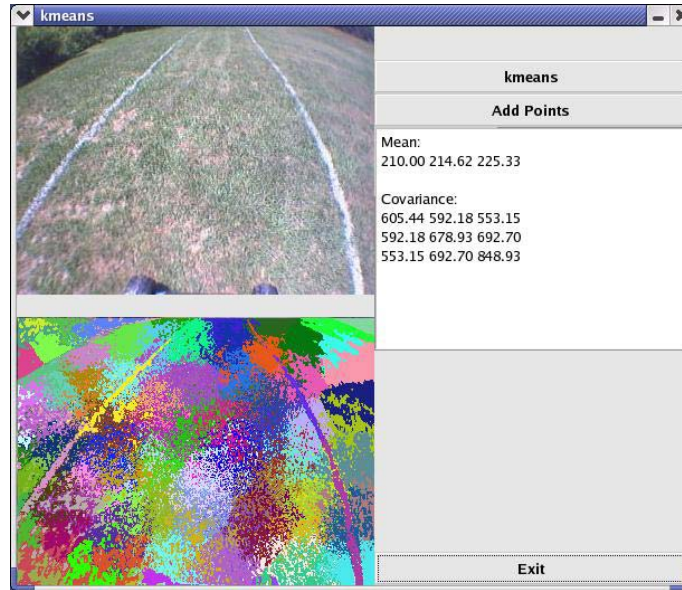 kmeans
kmeans
Add Points
Mean:
210.00 214.62 225.33
Covariance:
605.44 592.18 553.15
592.18 678.93 692.70
553.15 692.70 848.93
Exit